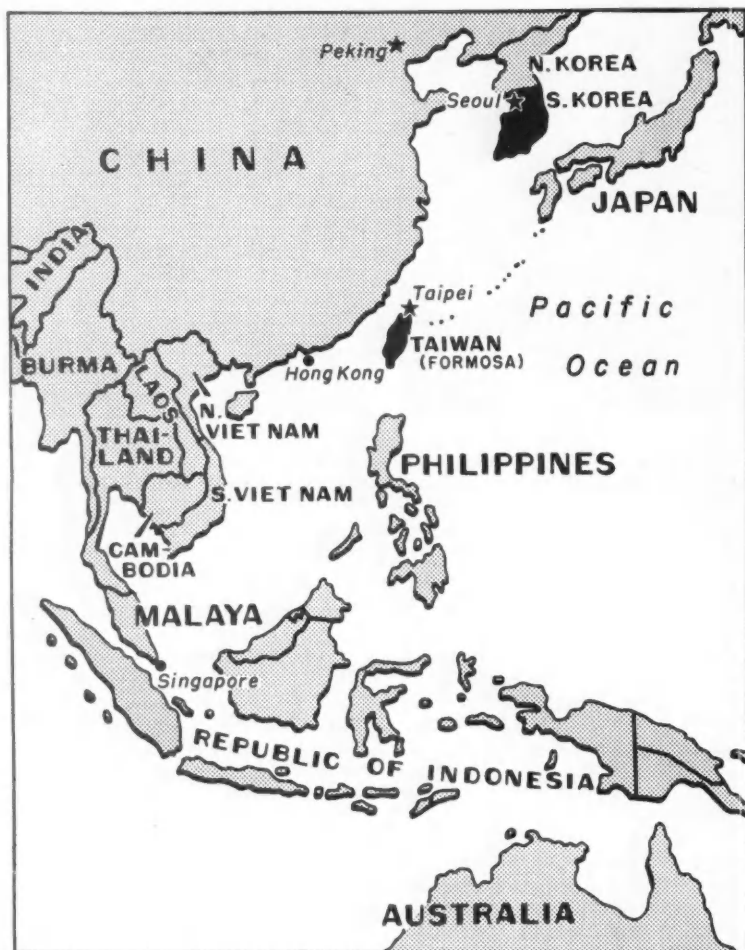 Peking
N. KOREA
Seoul
S. KOREA
CHINA
JAPAN
INDIA
Taipei
Pacific
Ocean
TAIWAN
(FORMOSA)
BURMA
LAOS
Hong Kong
N.
VIET NAM
THAI-
LAND
PHILIPPINES
S. VIET NAM
CAM-
BODIA
MALAYA
Singapore
REPUBLIC OF INDONESIA
AUSTRALIA